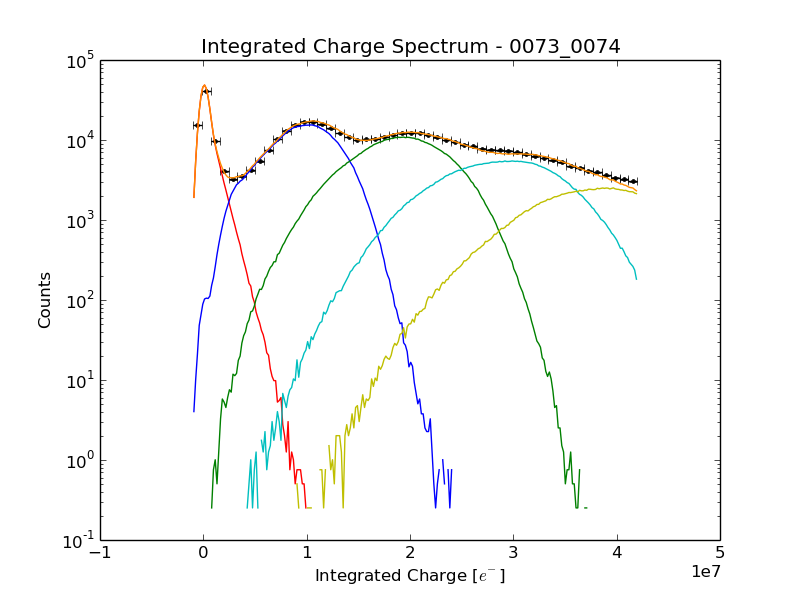 Integrated Charge Spectrum - 0073_0074
10^5
10^4
10^3
10^2
10^1
10^0
10^-1
Counts
−1 0 1 2 3 4 5
1e7
Integrated Charge [e^−]